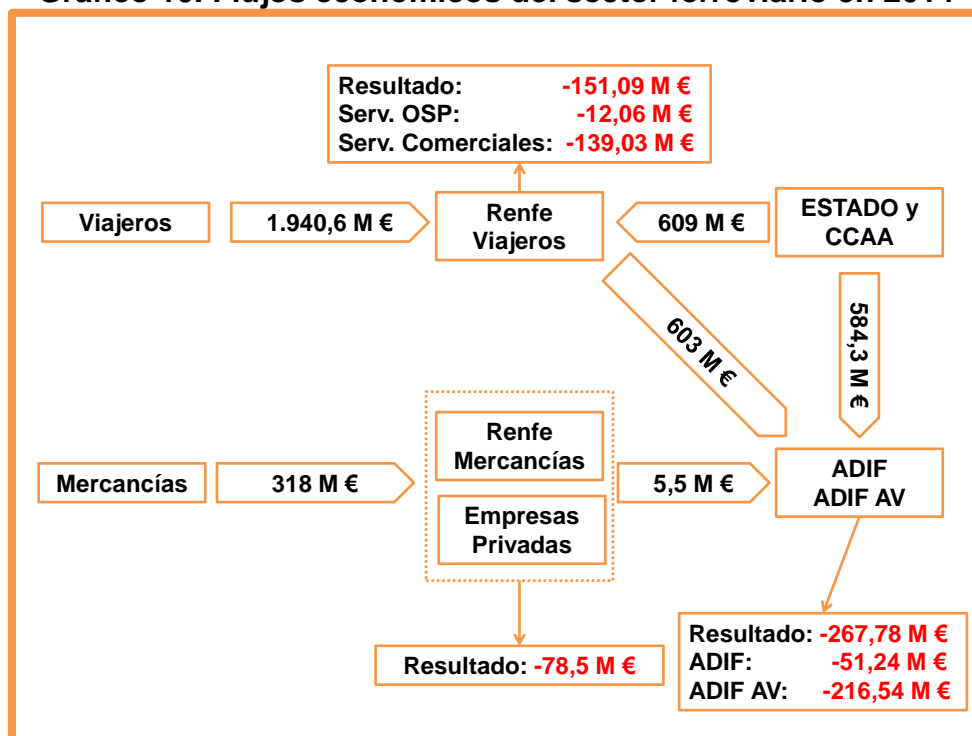 Resultado: -151,09 M €
Serv. OSP: -12,06 M €
Serv. Comerciales: -139,03 M €
Viajeros
1.940,6 M €
Renfe
Viajeros
609 M €
ESTADO y
CCAA
603 M €
584,3 M €
Mercancías
318 M €
Renfe
Mercancías
Empresas
Privadas
5,5 M €
ADIF
ADIF AV
Resultado: -78,5 M €
Resultado: -267,78 M €
ADIF: -51,24 M €
ADIF AV: -216,54 M €